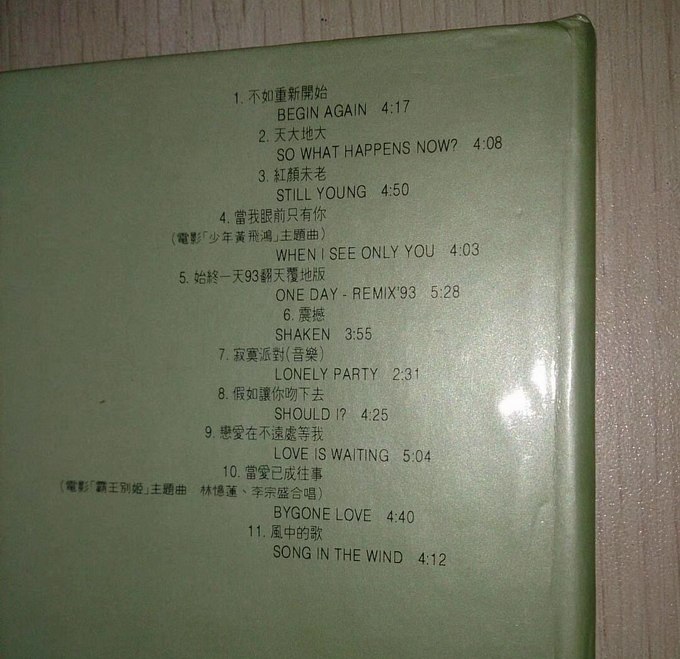 1. 不如重新開始
BEGIN AGAIN 4:17
2. 天大地大
SO WHAT HAPPENS NOW? 4:08
3. 紅顏未老
STILL YOUNG 4:50
4. 當我眼前只有你
(電影「少年黃飛鴻」主題曲)
WHEN I SEE ONLY YOU 4:03
5. 始終一天93翻天覆地版
ONE DAY - REMIX'93 5:28
6. 震撼
SHAKEN 3:55
7. 寂寞派對(音樂)
LONELY PARTY 2:31
8. 假如讓你吻下去
SHOULD I? 4:25
9. 戀愛在不遠處等我
LOVE IS WAITING 5:04
10. 當愛已成往事
(電影「霸王別姬」主題曲 林憶蓮、李宗盛合唱)
BYGONE LOVE 4:40
11. 風中的歌
SONG IN THE WIND 4:12